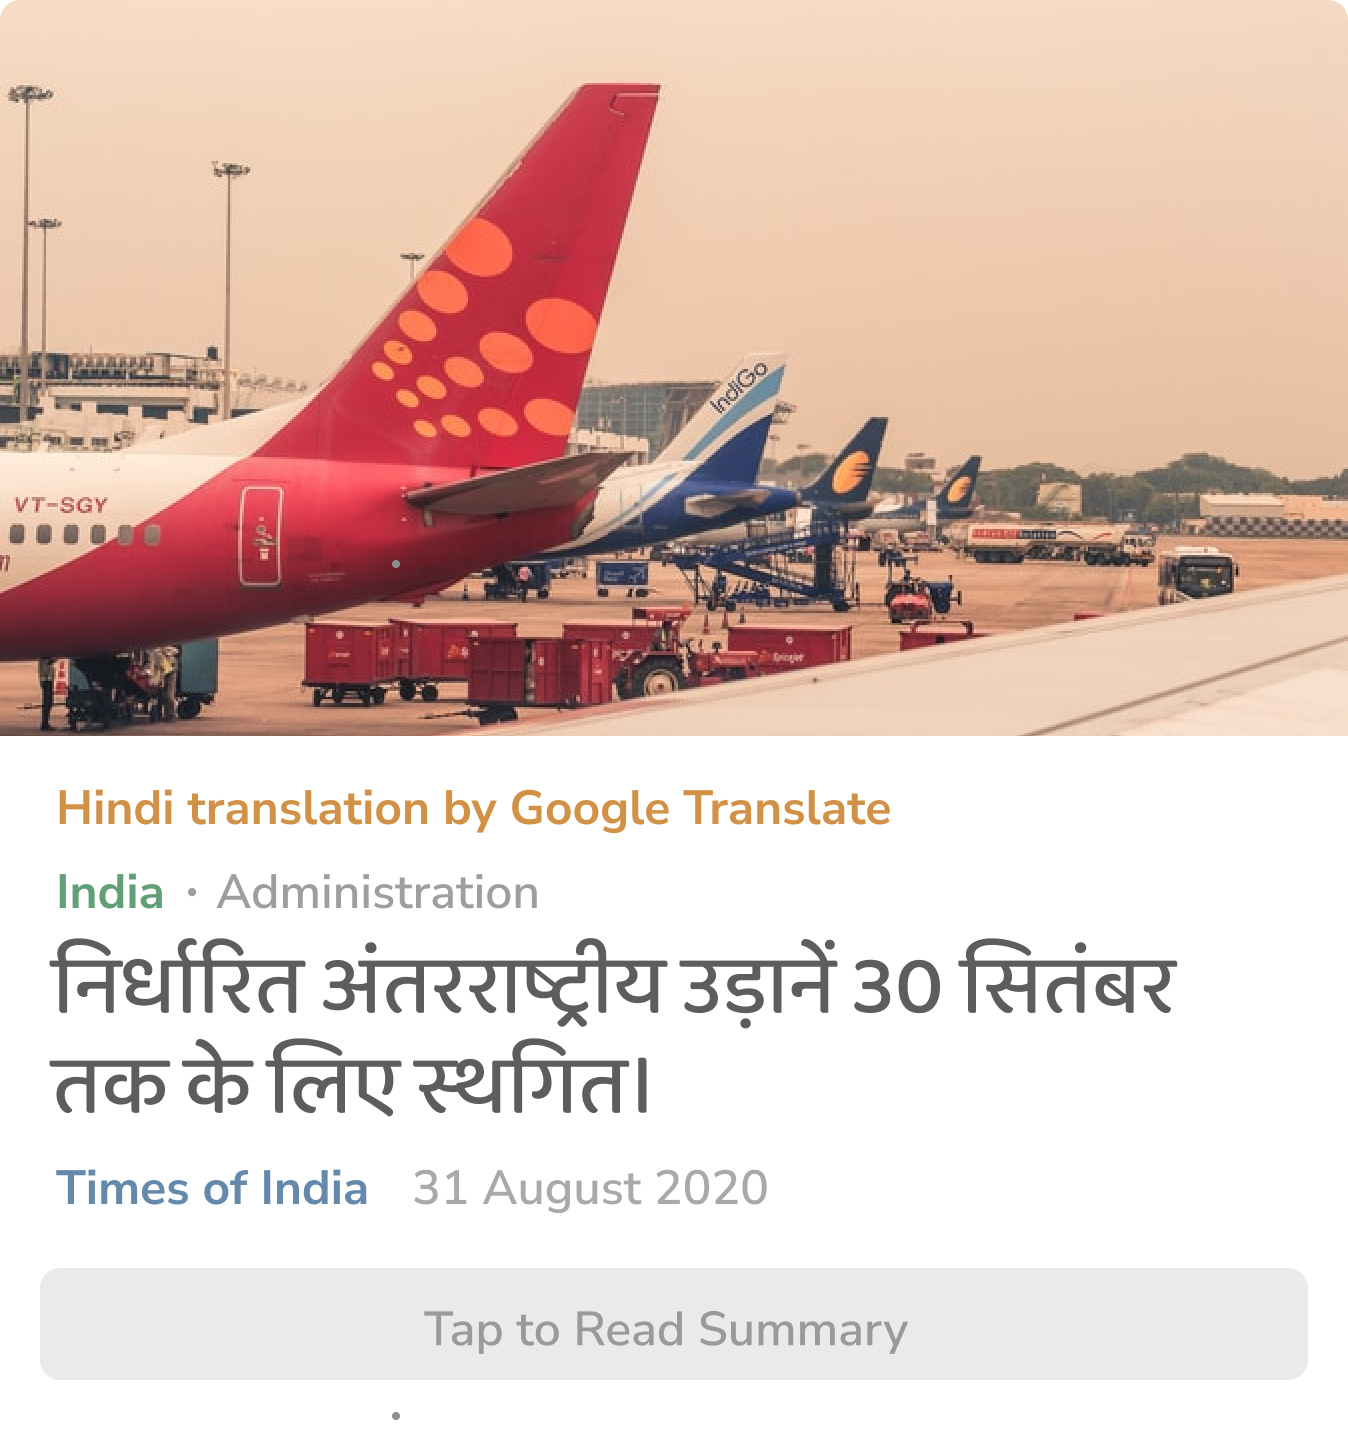 IndiGo
VT-SGY
Spicejet
Hindi translation by Google Translate
India · Administration
निर्धारित अंतरराष्ट्रीय उड़ानें 30 सितंबर
तक के लिए स्थगित।
Times of India 31 August 2020
Tap to Read Summary